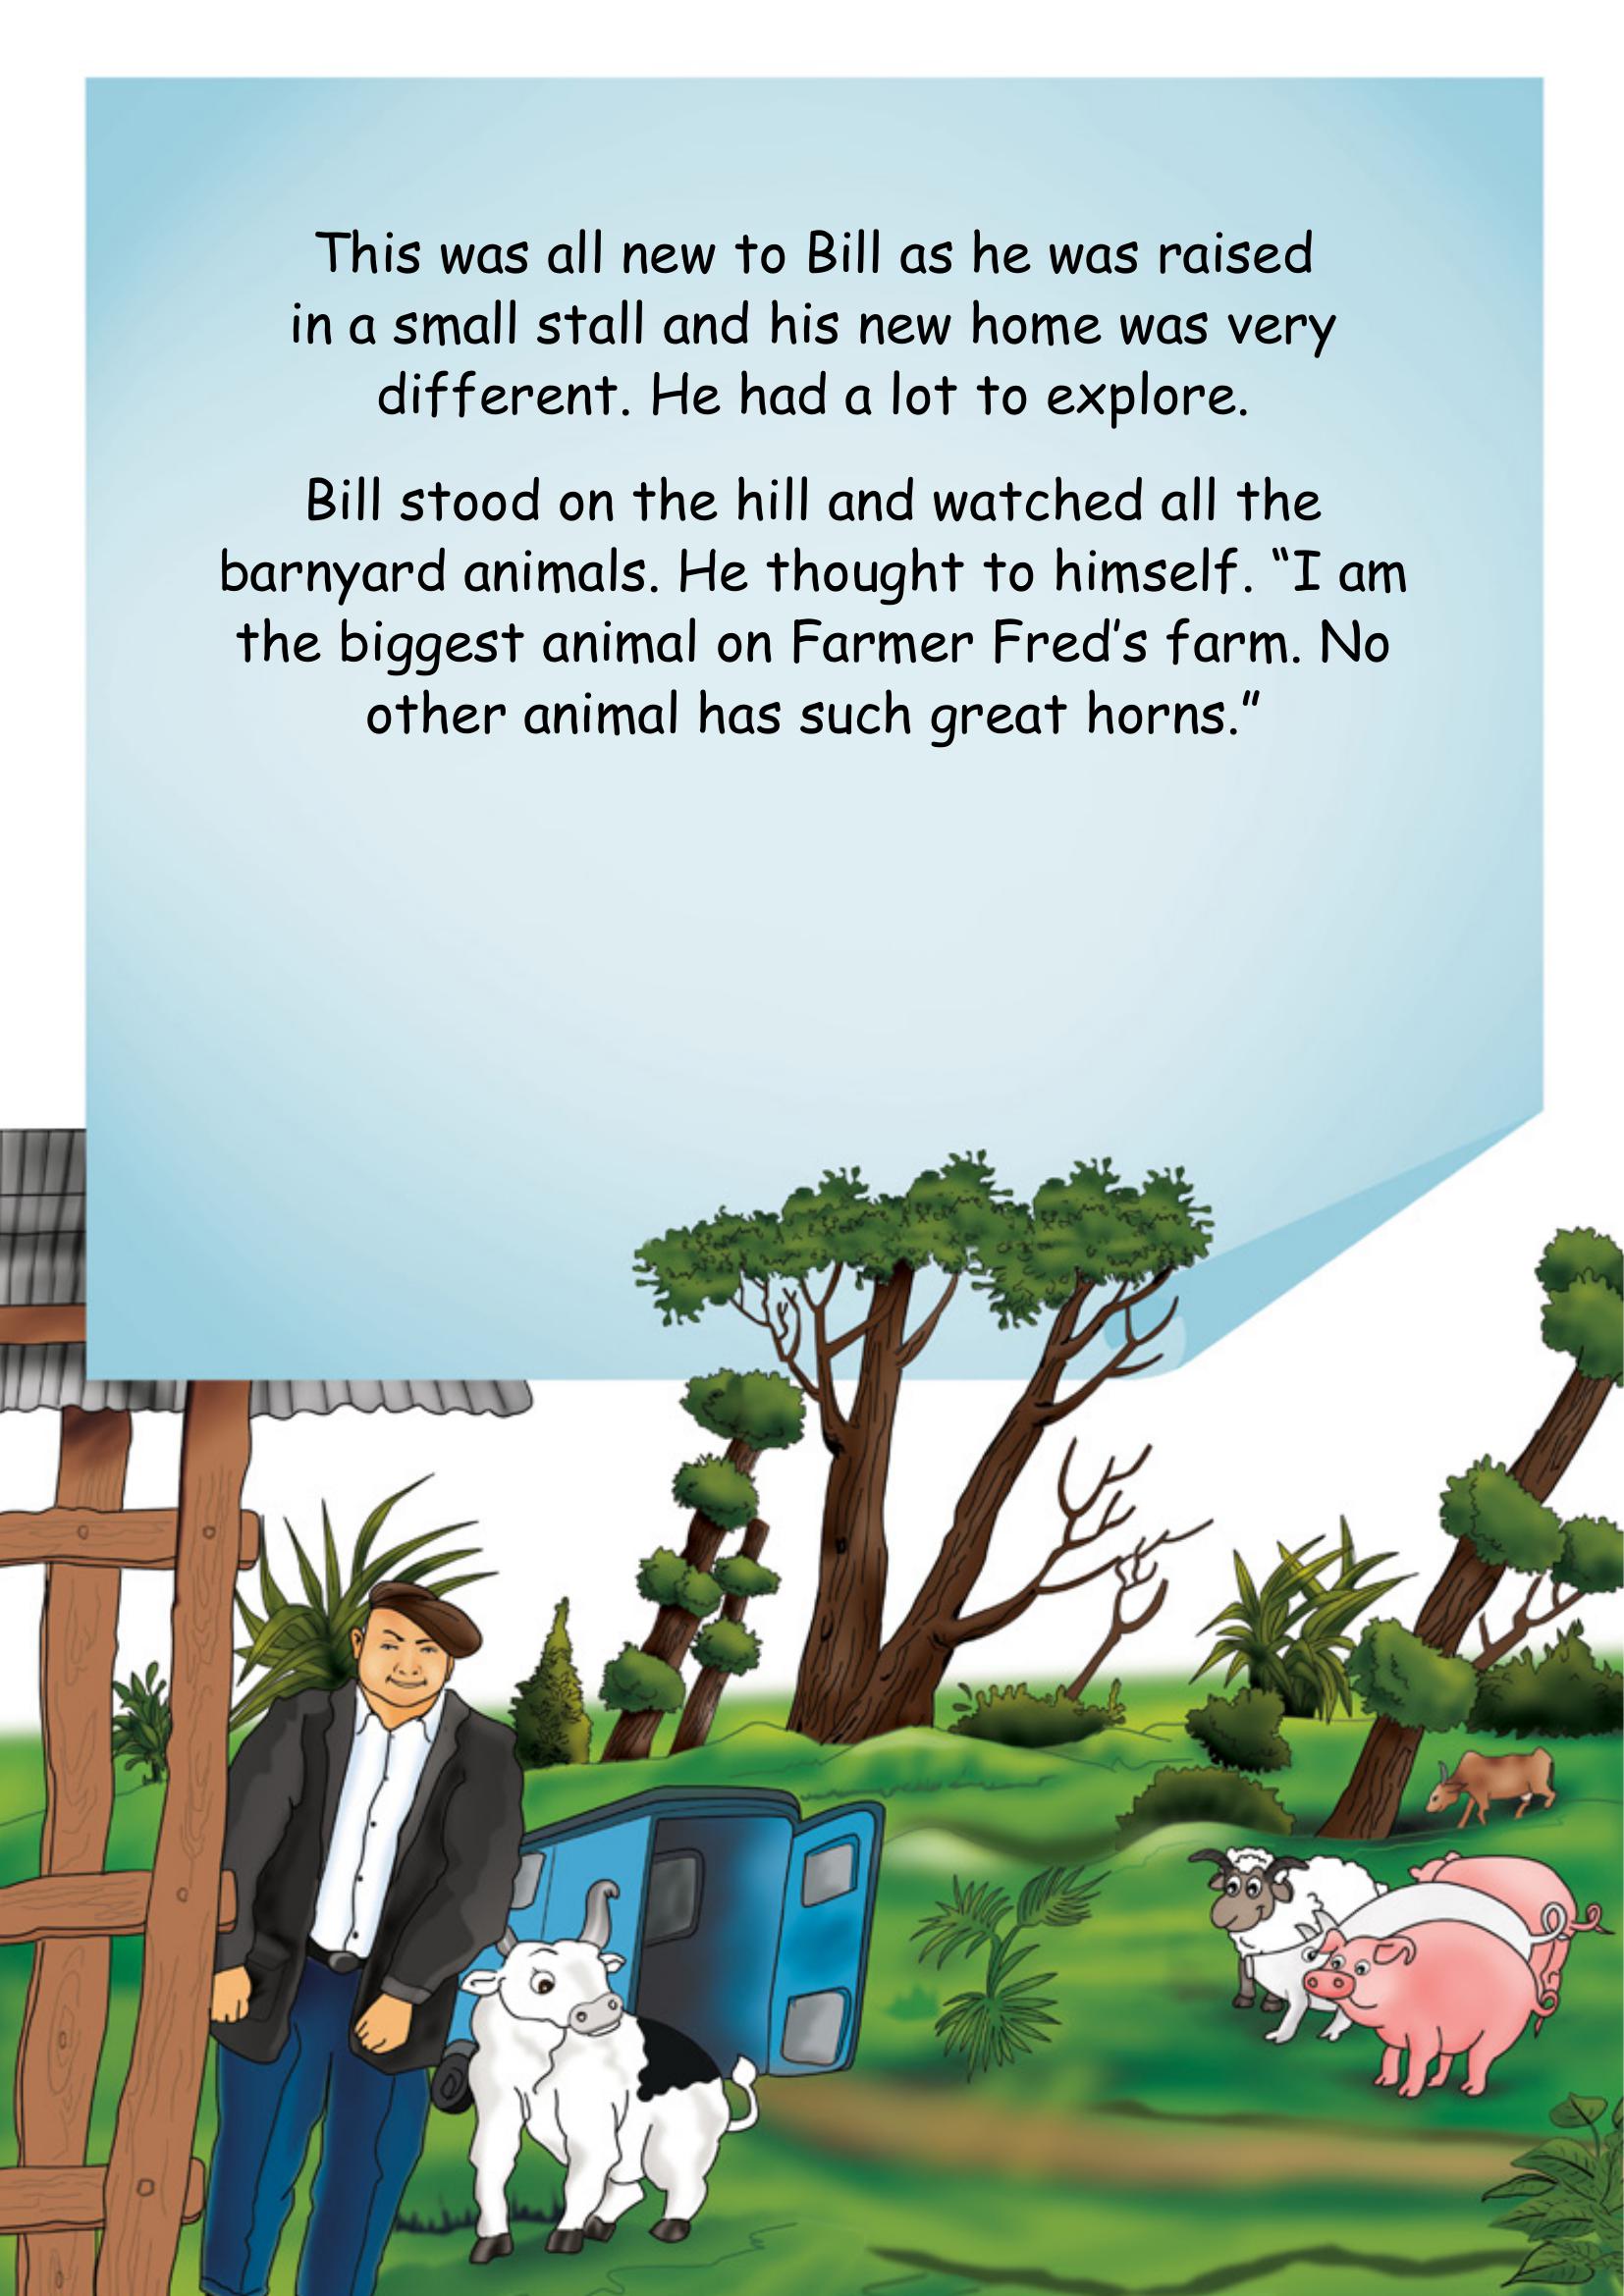 This was all new to Bill as he was raised
in a small stall and his new home was very
different. He had a lot to explore.
Bill stood on the hill and watched all the
barnyard animals. He thought to himself. “I am
the biggest animal on Farmer Fred’s farm. No
other animal has such great horns.”